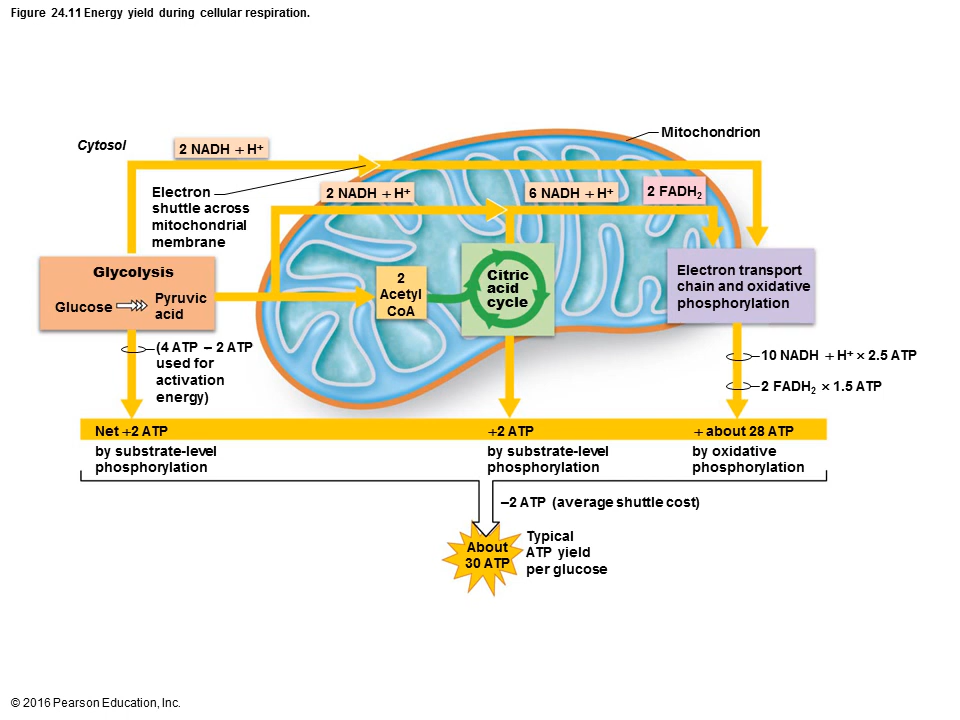 Figure 24.11 Energy yield during cellular respiration.
Mitochondrion
Cytosol
2 NADH + H⁺
Electron
shuttle across
mitochondrial
membrane
2 NADH + H⁺
6 NADH + H⁺
2 FADH₂
Glycolysis
Glucose
Pyruvic
acid
2
Acetyl
CoA
Citric
acid
cycle
Electron transport
chain and oxidative
phosphorylation
(4 ATP – 2 ATP
used for
activation
energy)
10 NADH + H⁺ × 2.5 ATP
2 FADH₂ × 1.5 ATP
Net +2 ATP
by substrate-level
phosphorylation
+2 ATP
by substrate-level
phosphorylation
+ about 28 ATP
by oxidative
phosphorylation
–2 ATP (average shuttle cost)
About
30 ATP
Typical
ATP yield
per glucose
© 2016 Pearson Education, Inc.